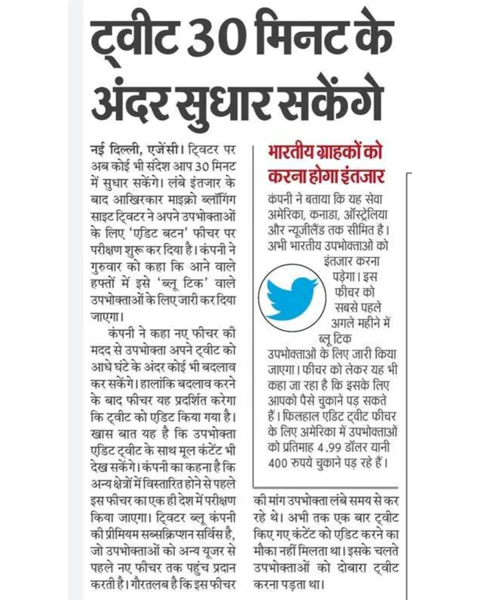 ट्वीट 30 मिनट के
अंदर सुधार सकेंगे
नई दिल्ली, एजेंसी। ट्विटर पर
अब कोई भी संदेश आप 30 मिनट
में सुधार सकेंगे। लंबे इंतजार के
बाद आखिरकार माइक्रो ब्लॉगिंग
साइट ट्विटर ने अपने उपभोक्ताओं
के लिए ‘एडिट बटन’ फीचर पर
परीक्षण शुरू कर दिया है। कंपनी ने
गुरुवार को कहा कि आने वाले
हफ्तों में इसे ‘ब्लू टिक’ वाले
उपभोक्ताओं के लिए जारी कर दिया
जाएगा।
कंपनी ने कहा नए फीचर की
मदद से उपभोक्ता अपने ट्वीट को
आधे घंटे के अंदर कोई भी बदलाव
कर सकेंगे। हालांकि बदलाव करने
के बाद फीचर यह प्रदर्शित करेगा
कि ट्वीट को एडिट किया गया है।
खास बात यह है कि उपभोक्ता
एडिट ट्वीट के साथ मूल कंटेंट भी
देख सकेंगे। कंपनी का कहना है कि
अन्य क्षेत्रों में विस्तारित होने से पहले
इस फीचर का एक ही देश में परीक्षण
किया जाएगा। ट्विटर ब्लू कंपनी
की प्रीमियम सब्सक्रिप्शन सर्विस है,
जो उपभोक्ताओं को अन्य यूजर से
पहले नए फीचर तक पहुंच प्रदान
करती है। गौरतलब है कि इस फीचर
भारतीय ग्राहकों को
करना होगा इंतजार
कंपनी ने बताया कि यह सेवा
अमेरिका, कनाडा, ऑस्ट्रेलिया
और न्यूजीलैंड तक सीमित है।
अभी भारतीय उपभोक्ताओं को
इंतजार करना
पड़ेगा। इस
फीचर को
सबसे पहले
अगले महीने में
ब्लू टिक
उपभोक्ताओं के लिए जारी किया
जाएगा। फीचर को लेकर यह भी
कहा जा रहा है कि इसके लिए
आपको पैसे चुकाने पड़ सकते
हैं। फिलहाल एडिट ट्वीट फीचर
के लिए अमेरिका में उपभोक्ताओं
को प्रतिमाह 4.99 डॉलर यानी
400 रुपये चुकाने पड़ रहे हैं।
की मांग उपभोक्ता लंबे समय से कर
रहे थे। अभी तक एक बार ट्वीट
किए गए कंटेंट को एडिट करने का
मौका नहीं मिलता था। इसके चलते
उपभोक्ताओं को दोबारा ट्वीट
करना पड़ता था।